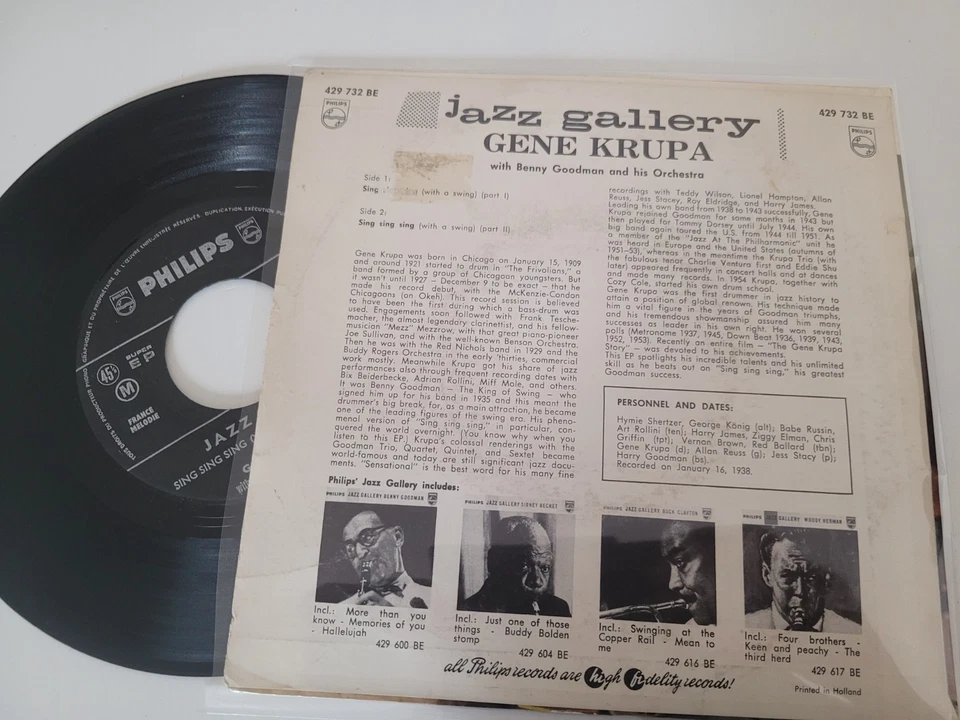 429 732 BE
429 732 BE
PHILIPS
PHILIPS
jazz gallery
GENE KRUPA
with Benny Goodman and his Orchestra
Side 1:
Sing (with a swing) (part I)
Side 2:
Sing sing sing (with a swing) (part II)
Gene Krupa was born in Chicago on January 15, 1909
and around 1921 started to drum in "The Frivolians," a
band formed by a group of Chicagoan youngsters. But
it wasn't until 1927 – December 9 to be exact – that he
made his record debut, with the McKenzie-Condon
Chicagoans (on Okeh). This record session is believed
to have been the first during which a bass-drum was
used. Engagements soon followed with Frank Tesche-
macher, the almost legendary clarinettist, and his fellow-
musician "Mezz" Mezzrow, with that great piano-pioneer
Joe Sullivan, and with the well-known Benson Orchestra.
Then he was with the Red Nichols band in 1929 and the
Buddy Rogers Orchestra in the early 'thirties, commercial
work mostly. Meanwhile Krupa got his share of jazz
performances also through frequent recording dates with
Bix Beiderbecke, Adrian Rollini, Miff Mole, and others.
It was Benny Goodman – The King of Swing – who
signed him up for his band in 1935 and this meant the
drummer's big break, for, as a main attraction, he became
one of the leading figures of the swing era. His pheno-
menal version of "Sing sing sing," in particular, con-
quered the world overnight. (You know why when you
listen to this EP.) Krupa's colossal renderings with the
Goodman Trio, Quartet, Quintet, and Sextet became
world-famous and today are still significant jazz docu-
ments. "Sensational" is the best word for his many fine
recordings with Teddy Wilson, Lionel Hampton, Allan
Reuss, Jess Stacey, Roy Eldridge, and Harry James.
Leading his own band from 1938 to 1943 successfully, Gene
Krupa rejoined Goodman for some months in 1943 but
then played for Tommy Dorsey until July 1944. His own
big band again toured the U.S. from 1944 till 1951. As
a member of the "Jazz At The Philharmonic" unit he
was heard in Europe and the United States (autumns of
1951–53), whereas in the meantime the Krupa Trio (with
the fabulous tenor Charlie Ventura first and Eddie Shu
later) appeared frequently in concert halls and at dances
and made many records. In 1954 Krupa, together with
Cozy Cole, started his own drum school.
Gene Krupa was the first drummer in jazz history to
attain a position of global renown. His technique made
him a vital figure in the years of Goodman triumphs,
and his tremendous showmanship assured him many
successes as leader in his own right. He won several
polls (Metronome 1937, 1945, Down Beat 1936, 1939, 1943,
1952, 1953). Recently an entire film – "The Gene Krupa
Story" – was devoted to his achievements.
This EP spotlights his incredible talents and his unlimited
skill as he beats out on "Sing sing sing," his greatest
Goodman success.
PERSONNEL AND DATES:
Hymie Shertzer, George König (alt); Babe Russin,
Art Rollini (ten); Harry James, Ziggy Elman, Chris
Griffin (tpt); Vernon Brown, Red Ballard (tbn);
Gene Krupa (d); Allan Reuss (g); Jess Stacy (p);
Harry Goodman (bs).
Recorded on January 16, 1938.
Philips' Jazz Gallery includes:
PHILIPS JAZZ GALLERY BENNY GOODMAN
PHILIPS JAZZ GALLERY SIDNEY BECHET
PHILIPS JAZZ GALLERY BUCK CLAYTON
PHILIPS JAZZ GALLERY WOODY HERMAN
Incl.: More than you
know - Memories of you
- Hallelujah
429 600 BE
Incl.: Just one of those
things - Buddy Bolden
stomp
429 604 BE
Incl.: Swinging at the
Copper Rail - Mean to
me
429 616 BE
Incl.: Four brothers -
Keen and peachy - The
third herd
429 617 BE
all Philips records are high fidelity records!
Printed in Holland
PHILIPS
45
SUPER
EP
M
FRANCE
MELODIE
JAZZ
SING SING SING
G
with